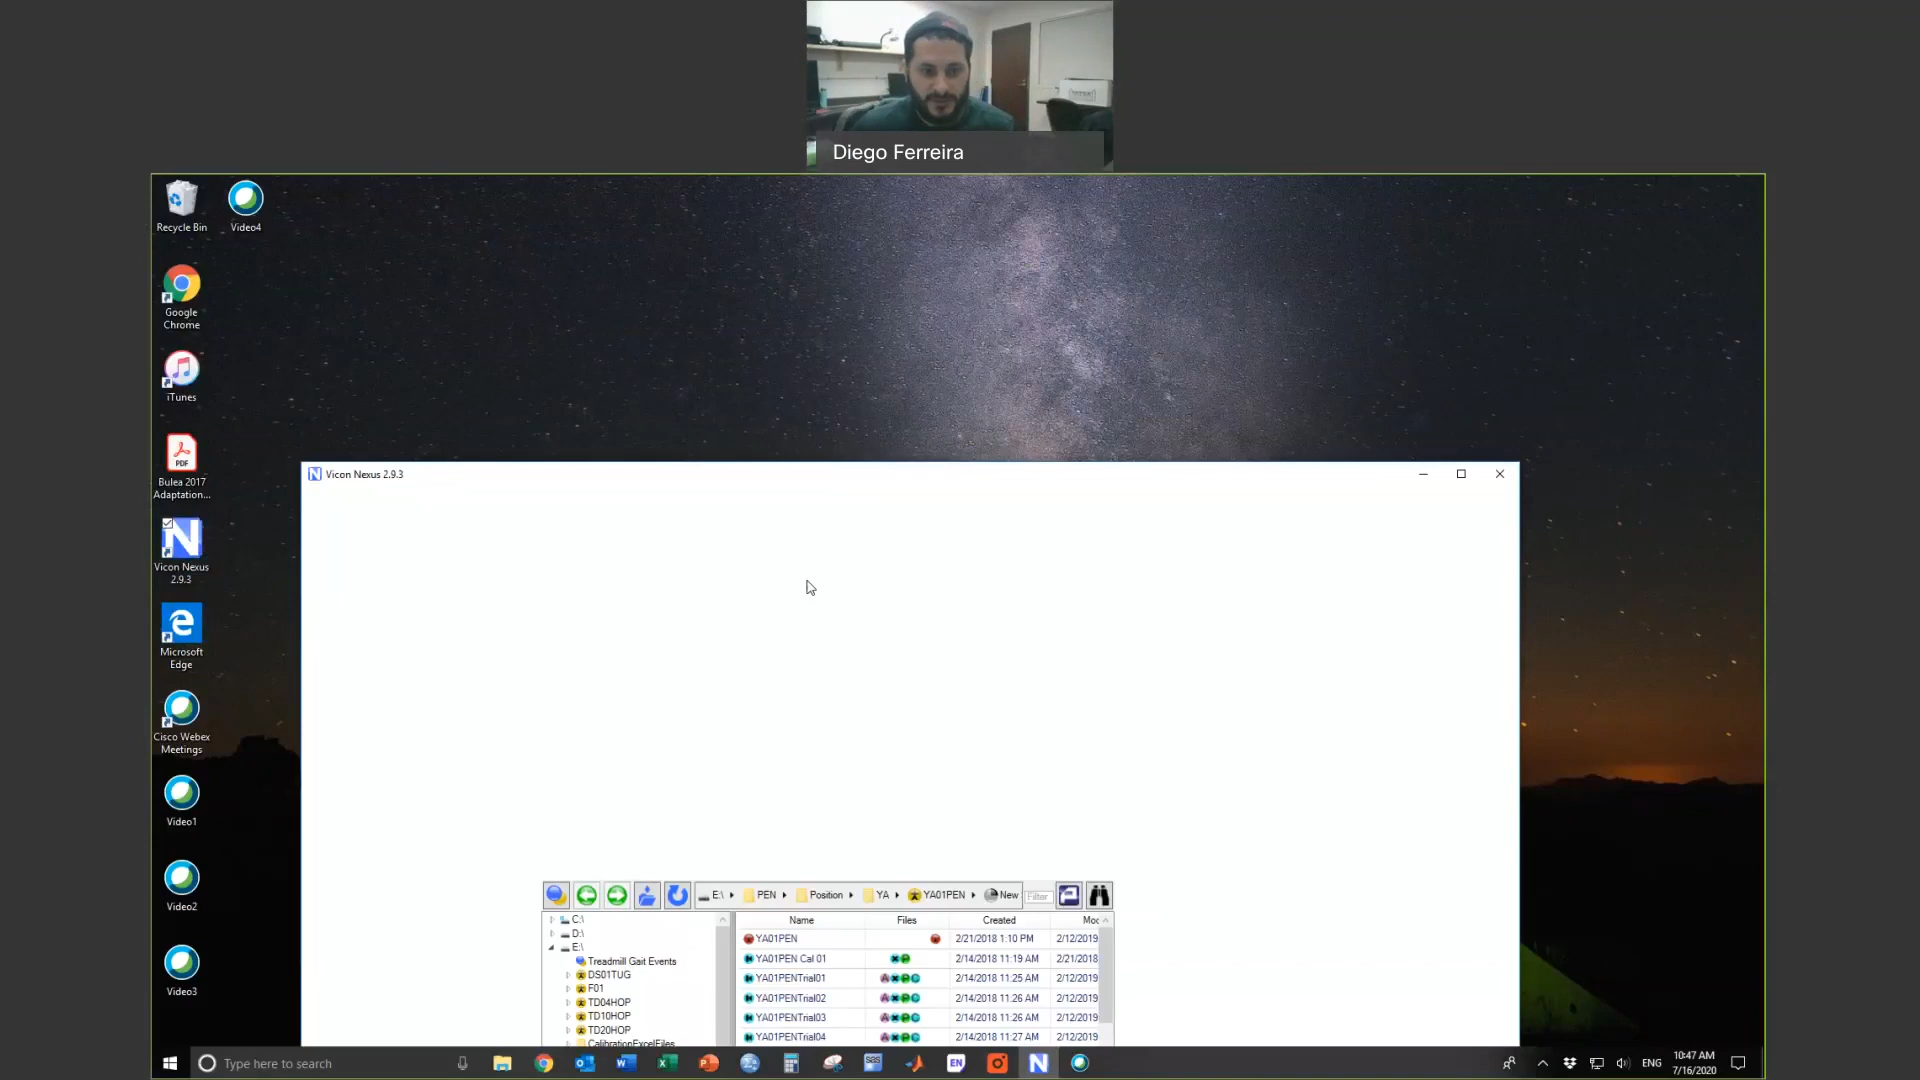 Diego Ferreira
Recycle Bin
Video4
Google
Chrome
iTunes
PDF
Bulea 2017
Adaptation...
Vicon Nexus
2.9.3
Microsoft
Edge
Cisco Webex
Meetings
Video1
Video2
Video3
Vicon Nexus 2.9.3
E:\ PEN Position YA YA01PEN New Filter
C:\
D:\
E:\
Treadmill Gait Events
DS01TUG
F01
TD04HOP
TD10HOP
TD20HOP
CalibrationExcelFiles
Name Files Created Moc
YA01PEN 2/21/2018 1:10 PM 2/12/2019
YA01PEN Cal 01 2/14/2018 11:19 AM 2/21/2018
YA01PENTrial01 2/14/2018 11:25 AM 2/12/2019
YA01PENTrial02 2/14/2018 11:26 AM 2/12/2019
YA01PENTrial03 2/14/2018 11:26 AM 2/12/2019
YA01PENTrial04 2/14/2018 11:27 AM 2/12/2019
Type here to search
SAS
EN
ENG
10:47 AM
7/16/2020